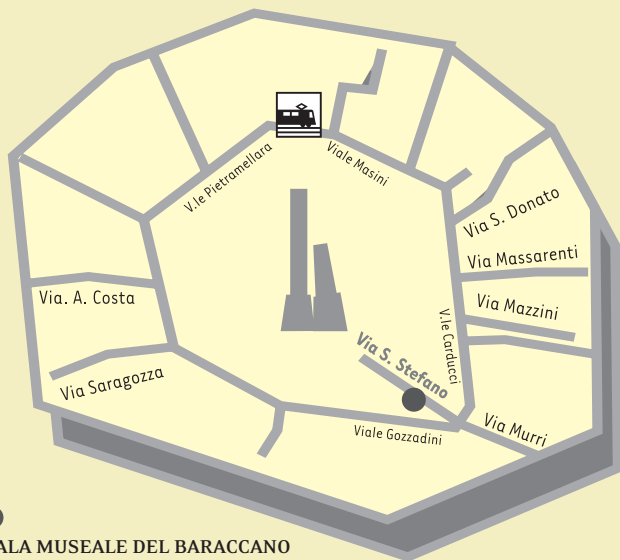 V.le Pietramellara
Viale Masini
Via S. Donato
Via Massarenti
Via. A. Costa
Via Mazzini
V.le Carducci
Via S. Stefano
Via Saragozza
Viale Gozzadini
Via Murri
ALA MUSEALE DEL BARACCANO